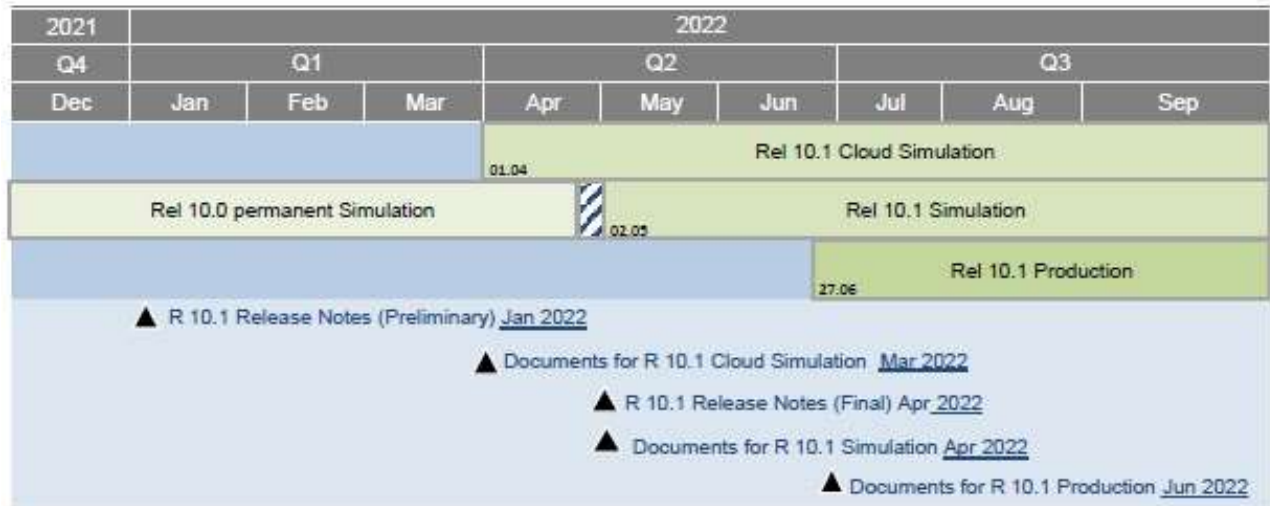 2021 2022
Q4 Q1 Q2 Q3
Dec Jan Feb Mar Apr May Jun Jul Aug Sep
Rel 10.1 Cloud Simulation
01.04
Rel 10.0 permanent Simulation Rel 10.1 Simulation
02.05
Rel 10.1 Production
27.06
R 10.1 Release Notes (Preliminary) Jan 2022
Documents for R 10.1 Cloud Simulation Mar 2022
R 10.1 Release Notes (Final) Apr 2022
Documents for R 10.1 Simulation Apr 2022
Documents for R 10.1 Production Jun 2022